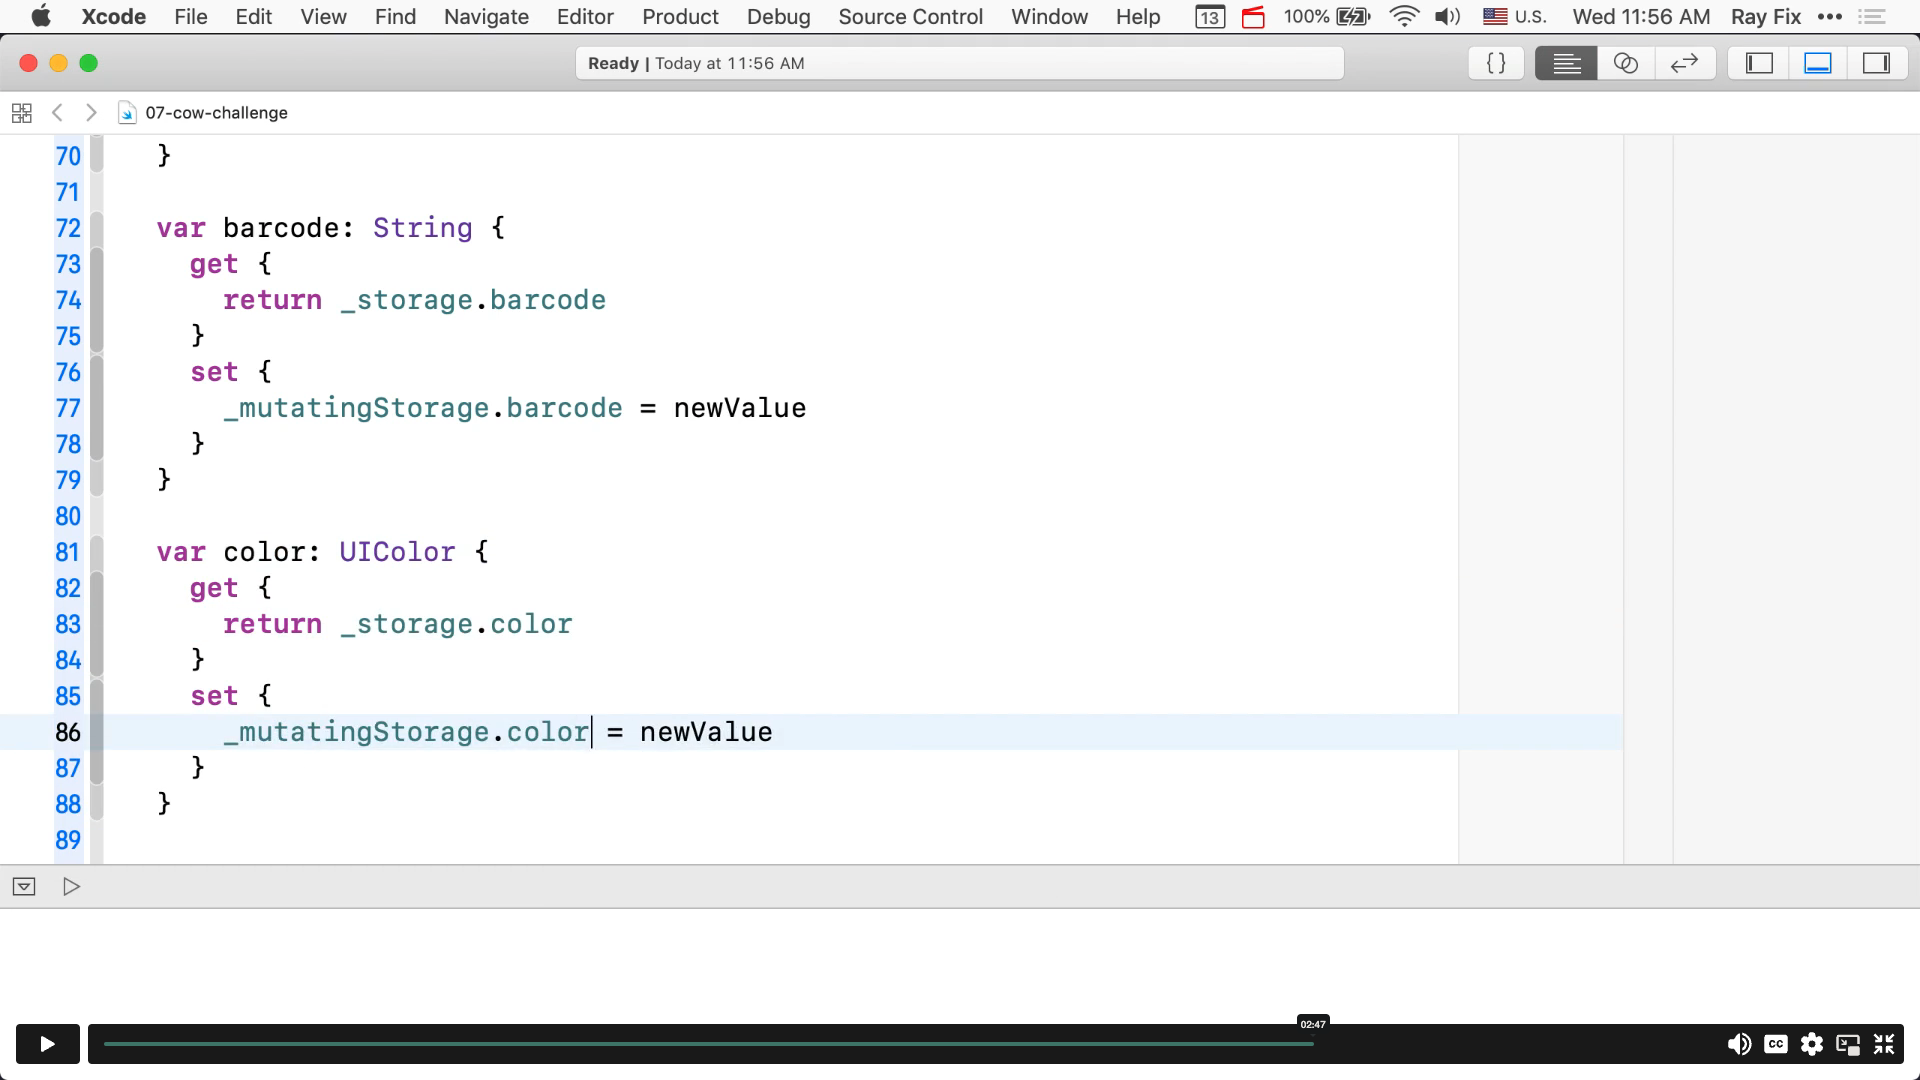 Xcode File Edit View Find Navigate Editor Product Debug Source Control Window Help 13 100% U.S. Wed 11:56 AM Ray Fix
Ready | Today at 11:56 AM
{}
07-cow-challenge
70 }
71
72 var barcode: String {
73 get {
74 return _storage.barcode
75 }
76 set {
77 _mutatingStorage.barcode = newValue
78 }
79 }
80
81 var color: UIColor {
82 get {
83 return _storage.color
84 }
85 set {
86 _mutatingStorage.color = newValue
87 }
88 }
89
02:47
CC